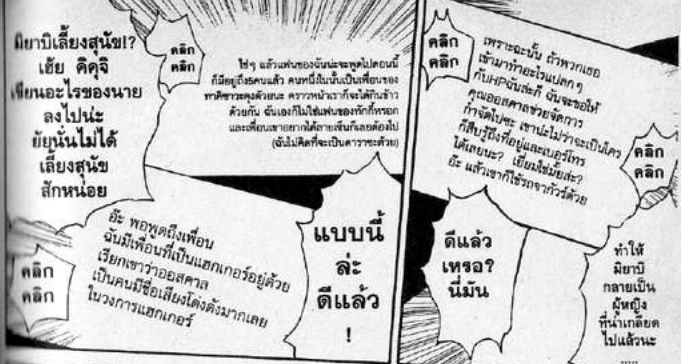 มิยาบิเลี้ยงสุนัข!?
เฮ้ย คิคุจิ
เขียนอะไรของนาย
ลงไปน่ะ
ยัยนั่นไม่ได้
เลี้ยงสุนัข
สักหน่อย
คลิก
คลิก
ใช่ๆ แล้วแฟนของฉันน่ะจะพูดไปตอนนี้
ก็มีอยู่ถึง5คนแล้ว คนหนึ่งในนั้นเป็นเพื่อนของ
ทาคิซาวะคุงด้วยนะ คราวหน้าเราก็จะได้กินข้าว
ด้วยกัน ฉันเองก็ไม่ใช่แฟนของทักกี้หรอก
และเพื่อนเขาอยากได้ลายเซ็นก็เลยต้องไป
(ฉันไม่คิดที่จะเป็นดาราซะด้วย)
อ๊ะ พอพูดถึงเพื่อน
ฉันมีเพื่อนที่เป็นแฮกเกอร์อยู่ด้วย
เรียกเขาว่าออสคาล
เป็นคนมีชื่อเสียงโด่งดังมากเลย
ในวงการแฮกเกอร์
คลิก
คลิก
แบบนี้
ล่ะ
ดีแล้ว
!
คลิก
คลิก
เพราะฉะนั้น ถ้าพวกเธอ
เข้ามาทำอะไรแปลกๆ
กับHPฉันล่ะก็ ฉันจะขอให้
คุณออสคาลช่วยจัดการ
กำจัดไปซะ เขาน่ะไม่ว่าจะเป็นใคร
ก็สืบรู้ถึงที่อยู่และเบอร์โทร
ได้เลยนะ? เยี่ยมใช่มั้ยล่ะ?
อ๊ะ แล้วเขาก็ใช้รถจากัวร์ด้วย
คลิก
คลิก
ดีแล้ว
เหรอ?
นี่มัน
ทำให้
มิยาบิ
กลายเป็น
ผู้หญิง
ที่น่าเกลียด
ไปแล้วนะ
....